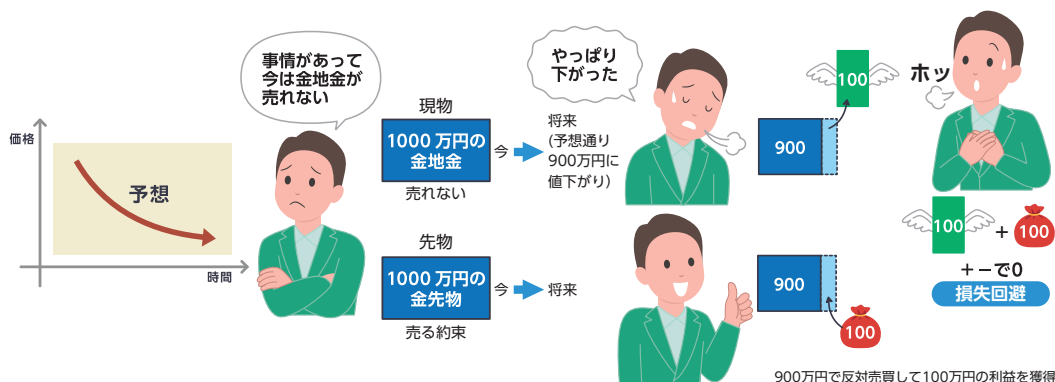 価格
予想
時間
事情があって
今は金地金が
売れない
現物
1000万円の
金地金
売れない
今
将来
(予想通り
900万円に
値下がり)
やっぱり
下がった
900
100
ホッ
先物
1000万円の
金先物
売る約束
今
将来
900
100
100
+
100
+−で0
損失回避
900万円で反対売買して100万円の利益を獲得